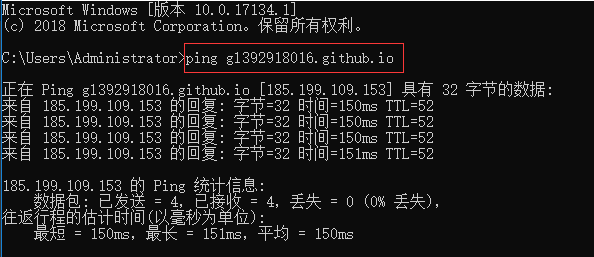 Microsoft Windows [版本 10.0.17134.1]
(c) 2018 Microsoft Corporation。保留所有权利。
C:\Users\Administrator>ping g1392918016.github.io
正在 Ping g1392918016.github.io [185.199.109.153] 具有 32 字节的数据:
来自 185.199.109.153 的回复: 字节=32 时间=150ms TTL=52
来自 185.199.109.153 的回复: 字节=32 时间=150ms TTL=52
来自 185.199.109.153 的回复: 字节=32 时间=150ms TTL=52
来自 185.199.109.153 的回复: 字节=32 时间=151ms TTL=52
185.199.109.153 的 Ping 统计信息:
数据包: 已发送 = 4，已接收 = 4，丢失 = 0 (0% 丢失)，
往返行程的估计时间(以毫秒为单位):
最短 = 150ms，最长 = 151ms，平均 = 150ms